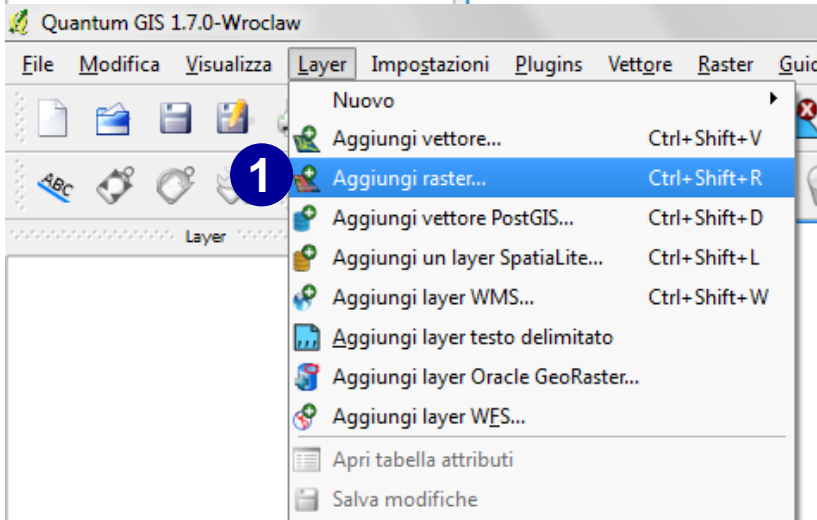 Quantum GIS 1.7.0-Wroclaw
File Modifica Visualizza Layer Impostazioni Plugins Vettore Raster
Nuovo
Aggiungi vettore... Ctrl+Shift+V
ABC
1 Aggiungi raster... Ctrl+Shift+R
Aggiungi vettore PostGIS... Ctrl+Shift+D
Layer
Aggiungi un layer SpatiaLite... Ctrl+Shift+L
Aggiungi layer WMS... Ctrl+Shift+W
Aggiungi layer testo delimitato
Aggiungi layer Oracle GeoRaster...
Aggiungi layer WFS...
Apri tabella attributi
Salva modifiche